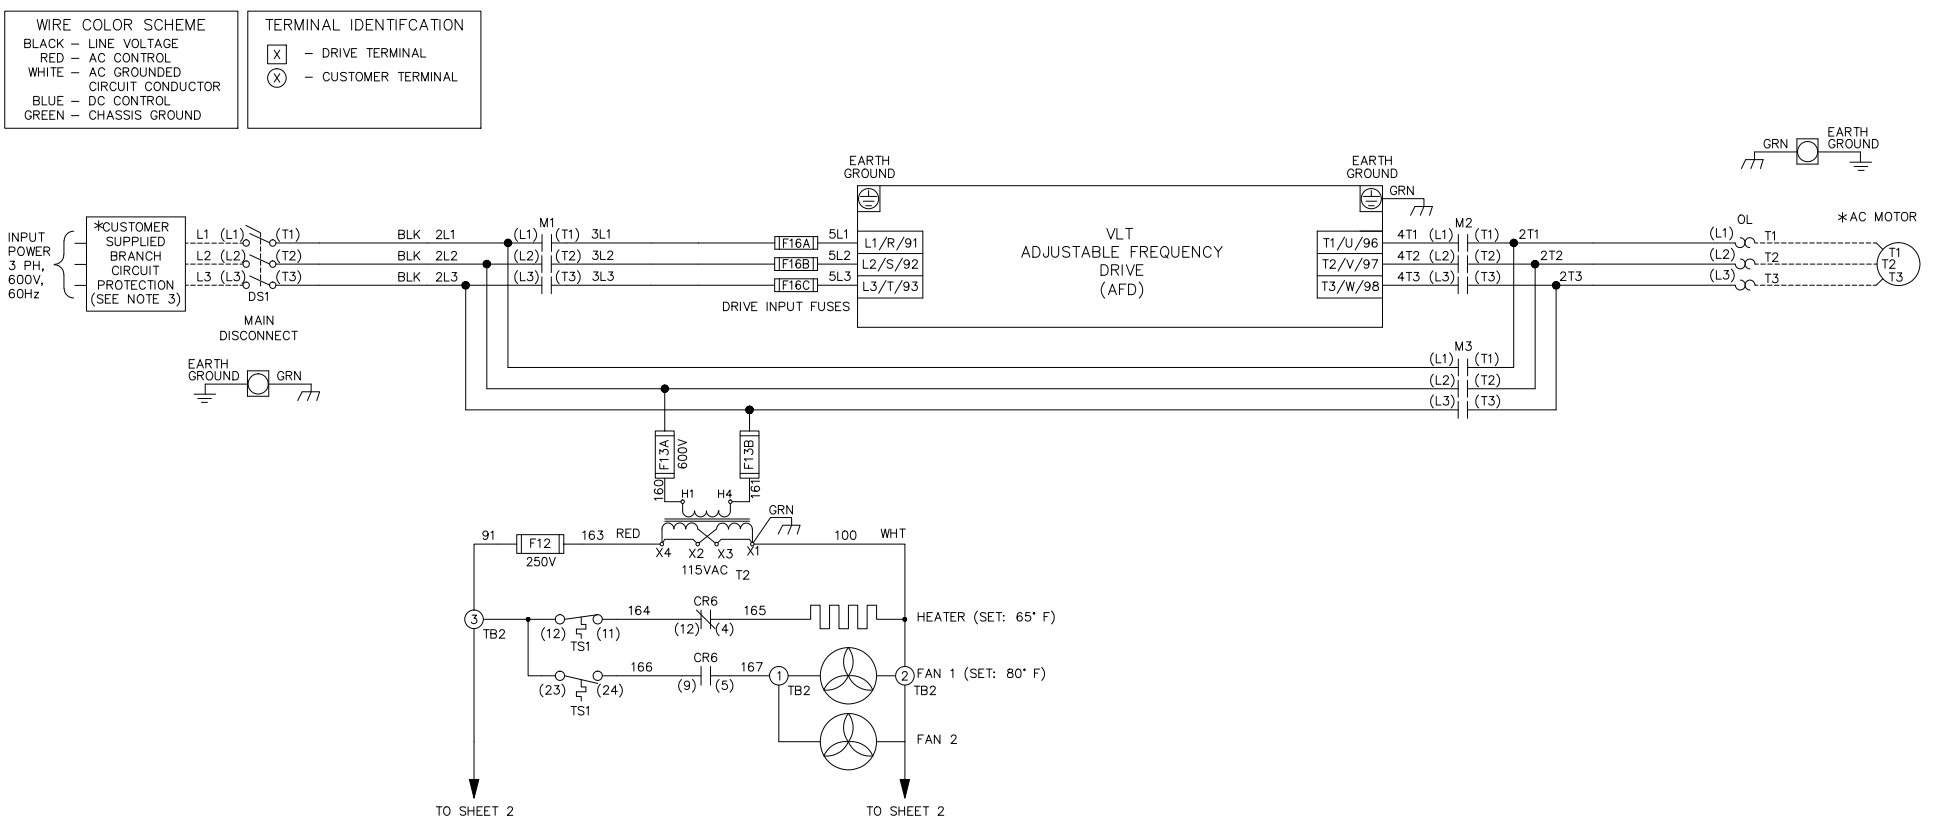 WIRE COLOR SCHEME
BLACK – LINE VOLTAGE
RED – AC CONTROL
WHITE – AC GROUNDED
CIRCUIT CONDUCTOR
BLUE – DC CONTROL
GREEN – CHASSIS GROUND
TERMINAL IDENTIFCATION
X – DRIVE TERMINAL
X – CUSTOMER TERMINAL
EARTH
GROUND
GRN
EARTH
GROUND
EARTH
GROUND
GRN
INPUT
POWER
3 PH,
600V,
60Hz
*CUSTOMER
SUPPLIED
BRANCH
CIRCUIT
PROTECTION
(SEE NOTE 3)
L1 (L1) (T1) BLK 2L1 (L1) M1 (T1) 3L1 F16A 5L1 L1/R/91
L2 (L2) (T2) BLK 2L2 (L2) (T2) 3L2 F16B 5L2 L2/S/92
L3 (L3) (T3) BLK 2L3 (L3) (T3) 3L3 F16C 5L3 L3/T/93
DS1
MAIN
DISCONNECT
DRIVE INPUT FUSES
VLT
ADJUSTABLE FREQUENCY
DRIVE
(AFD)
T1/U/96 4T1 (L1) M2 (T1) 2T1 (L1) OL T1
T2/V/97 4T2 (L2) (T2) 2T2 (L2) T2
T3/W/98 4T3 (L3) (T3) 2T3 (L3) T3
*AC MOTOR
T1
T2
T3
EARTH
GROUND
GRN
M3
(L1) (T1)
(L2) (T2)
(L3) (T3)
F13A
600V
F13B
160
161
H1 H4
GRN
91 F12 163 RED
250V
X4 X2 X3 X1
100 WHT
115VAC T2
3
TB2
(12) (11)
TS1
164
CR6
(12) (4)
165
HEATER (SET: 65° F)
(23) (24)
TS1
166
CR6
(9) (5)
167
1
TB2
2
TB2
FAN 1 (SET: 80° F)
FAN 2
TO SHEET 2
TO SHEET 2